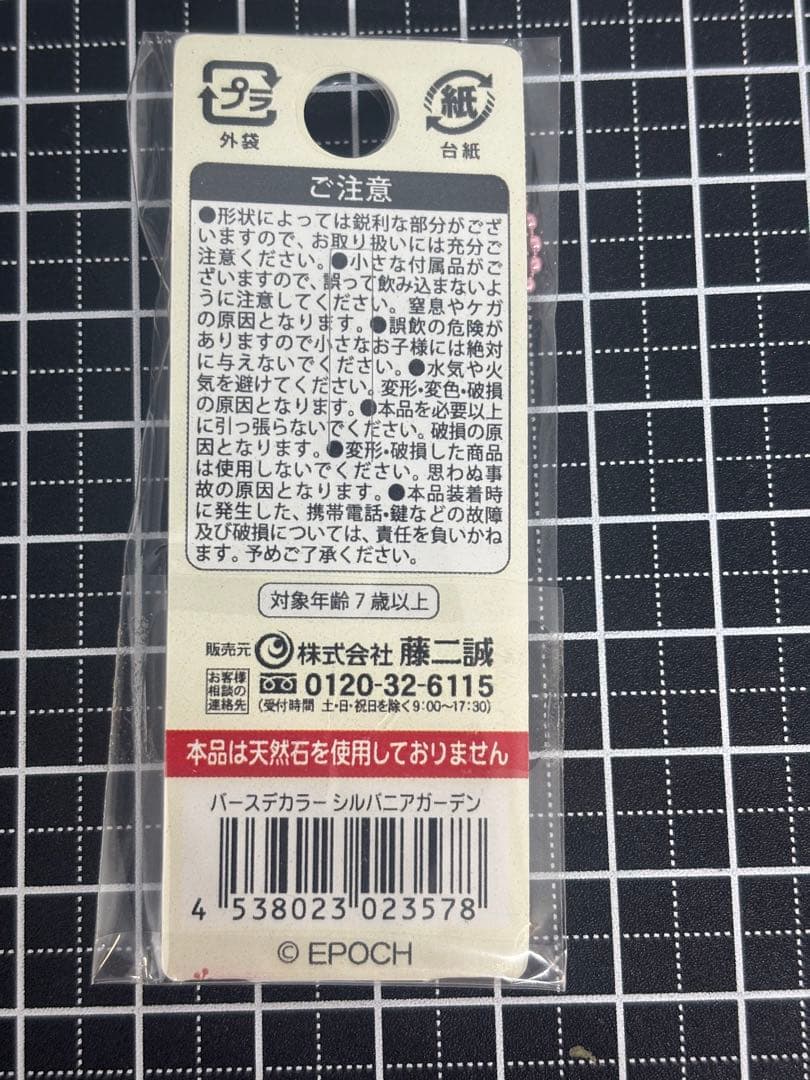 プラ
外袋
紙
台紙
ご注意
●形状によっては鋭利な部分がござ
いますので、お取り扱いには充分ご
注意ください。●小さな付属品がご
ざいますので、誤って飲み込まないよ
うに注意してください。窒息やケガ
の原因となります。●誤飲の危険が
ありますので小さなお子様には絶対
に与えないでください。●水気や火
気を避けてください。変形・変色・破損
の原因となります。●本品を必要以上
に引っ張らないでください。破損の原
因となります。●変形・破損した商品
は使用しないでください。思わぬ事
故の原因となります。●本品装着時
に発生した、携帯電話・鍵などの故障
及び破損については、責任を負いかね
ます。予めご了承ください。
対象年齢7歳以上
販売元 株式会社 藤二誠
お客様
相談の
連絡先
0120-32-6115
(受付時間 土・日・祝日を除く9:00〜17:30)
本品は天然石を使用しておりません
バースデカラー シルバニアガーデン
4 538023 023578
© EPOCH